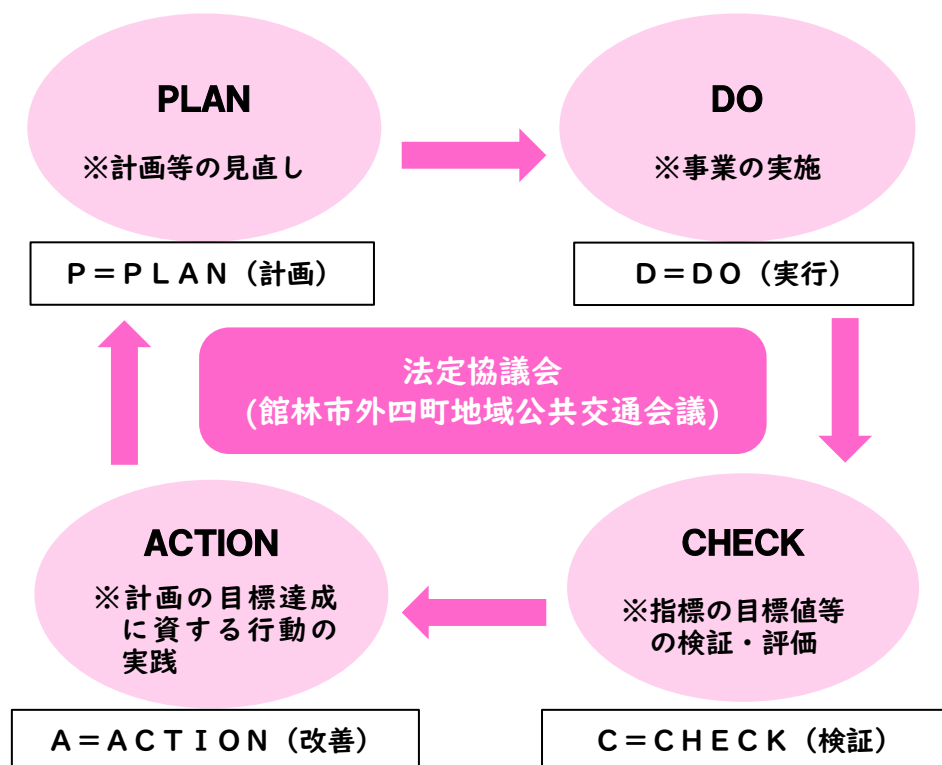 PLAN
※計画等の見直し
P=PLAN(計画)
DO
※事業の実施
D=DO(実行)
法定協議会
(館林市外四町地域公共交通会議)
ACTION
※計画の目標達成
に資する行動の
実践
A=ACTION(改善)
CHECK
※指標の目標値等
の検証・評価
C=CHECK(検証)